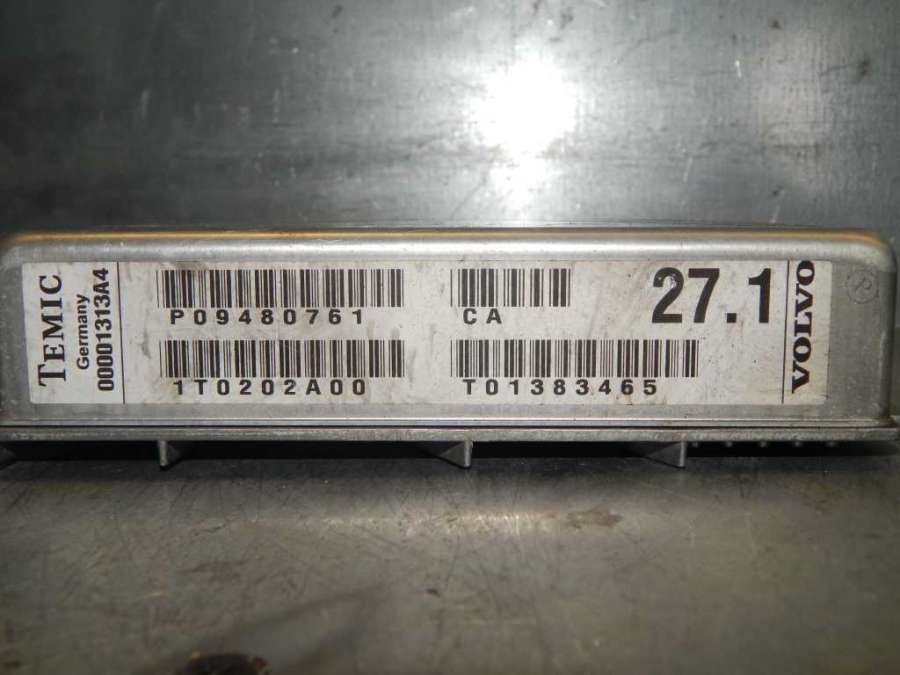 TEMIC
Germany
00001313A4
P09480761
CA
27.1
1T0202A00
T01383465
VOLVO
R